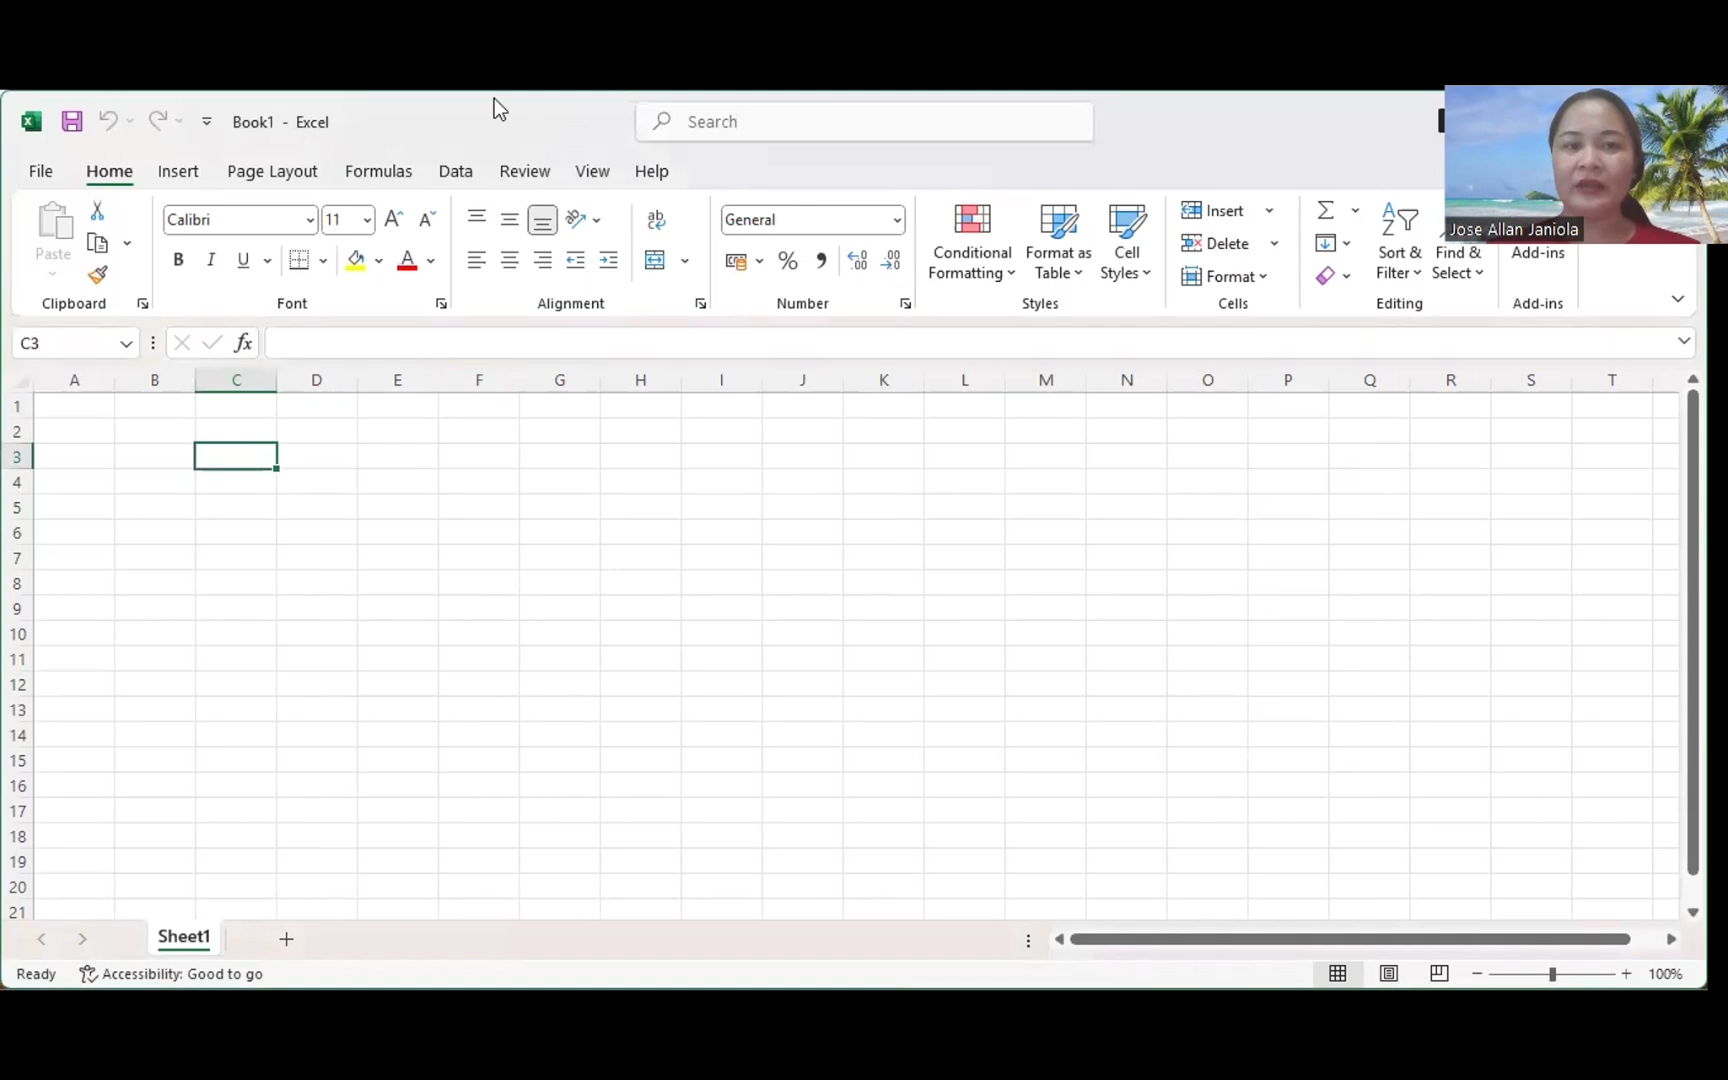 Book1 - Excel
Search
File Home Insert Page Layout Formulas Data Review View Help
Paste
Clipboard
Calibri 11
B I U A
Font
ab
Alignment
General
% , .00
Number
Conditional Formatting
Format as Table
Cell Styles
Styles
Insert
Delete
Format
Cells
Σ
Sort & Filter
Find & Select
Editing
Add-ins
Add-ins
Jose Allan Janiola
C3 fx
A B C D E F G H I J K L M N O P Q R S T
1
2
3
4
5
6
7
8
9
10
11
12
13
14
15
16
17
18
19
20
21
Sheet1
Ready Accessibility: Good to go 100%